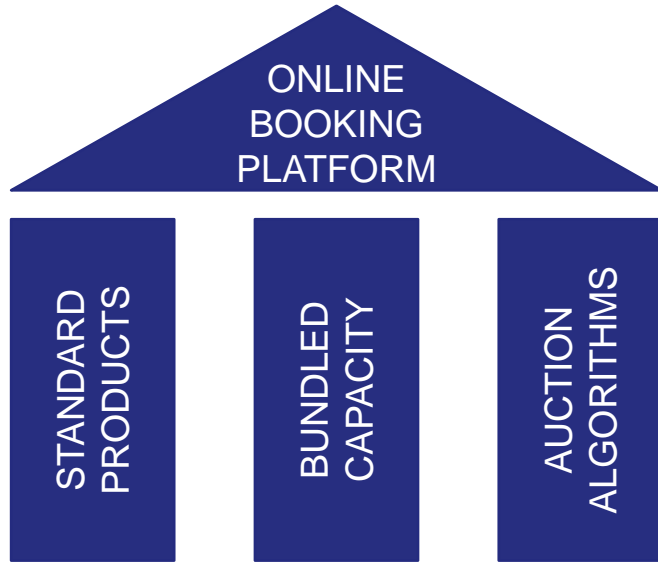 ONLINE
BOOKING
PLATFORM
STANDARD
PRODUCTS
BUNDLED
CAPACITY
AUCTION
ALGORITHMS